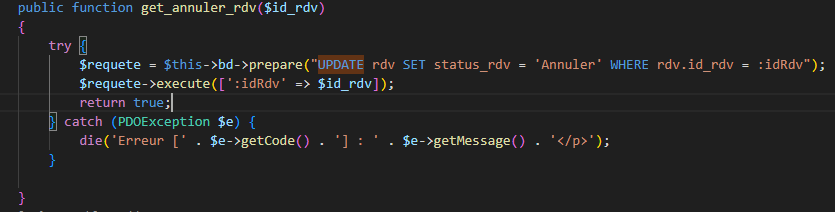 public function get_annuler_rdv($id_rdv)
{
    try {
        $requete = $this->bd->prepare("UPDATE rdv SET status_rdv = 'Annuler' WHERE rdv.id_rdv = :idRdv");
        $requete->execute([':idRdv' => $id_rdv]);
        return true;
    } catch (PDOException $e) {
        die('Erreur [' . $e->getCode() . '] : ' . $e->getMessage() . '</p>');
    }
}